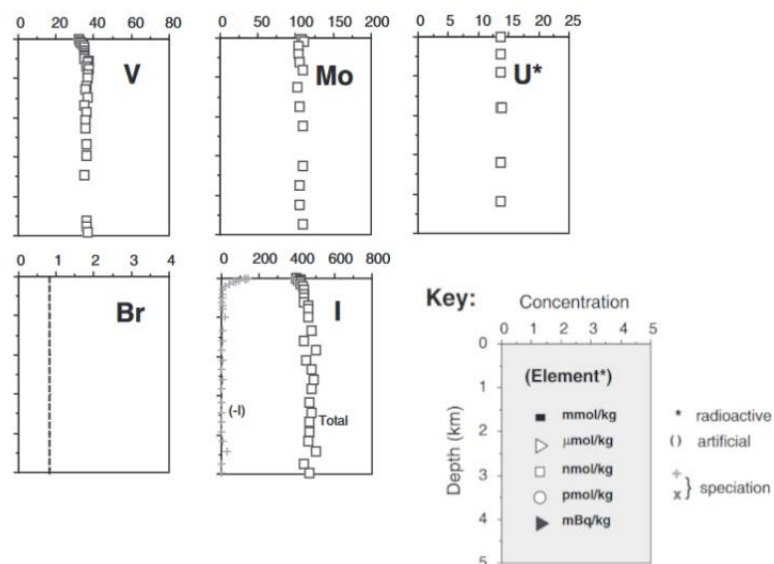 0 20 40 60 80
V
0 50 100 150 200
Mo
0 5 10 15 20 25
U*
0 1 2 3 4
Br
0 200 400 600 800
I
(-I)
Total
Key:
Concentration
0 1 2 3 4 5
Depth (km)
0
1
2
3
4
5
(Element*)
mmol/kg
μmol/kg
nmol/kg
pmol/kg
mBq/kg
* radioactive
() artificial
+
x } speciation